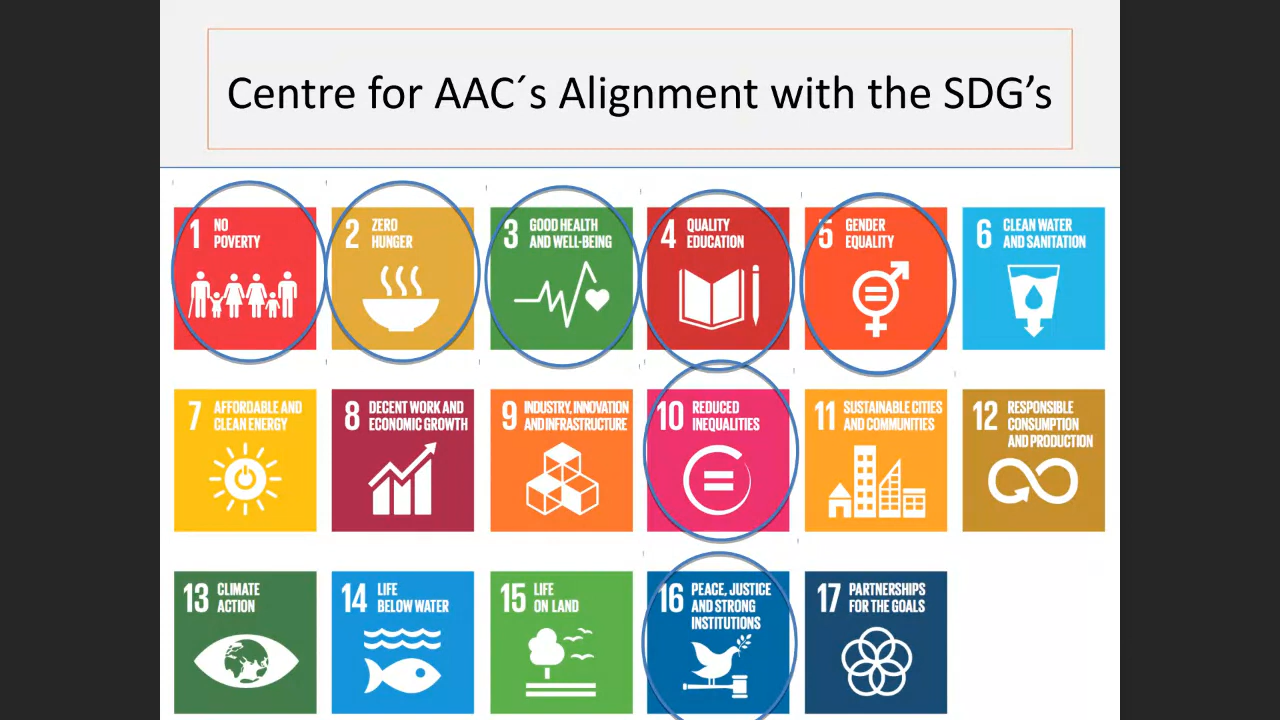 Centre for AAC´s Alignment with the SDG’s
1 NO
POVERTY
2 ZERO
HUNGER
3 GOOD HEALTH
AND WELL-BEING
4 QUALITY
EDUCATION
5 GENDER
EQUALITY
6 CLEAN WATER
AND SANITATION
7 AFFORDABLE AND
CLEAN ENERGY
8 DECENT WORK AND
ECONOMIC GROWTH
9 INDUSTRY, INNOVATION
AND INFRASTRUCTURE
10 REDUCED
INEQUALITIES
11 SUSTAINABLE CITIES
AND COMMUNITIES
12 RESPONSIBLE
CONSUMPTION
AND PRODUCTION
13 CLIMATE
ACTION
14 LIFE
BELOW WATER
15 LIFE
ON LAND
16 PEACE, JUSTICE
AND STRONG
INSTITUTIONS
17 PARTNERSHIPS
FOR THE GOALS